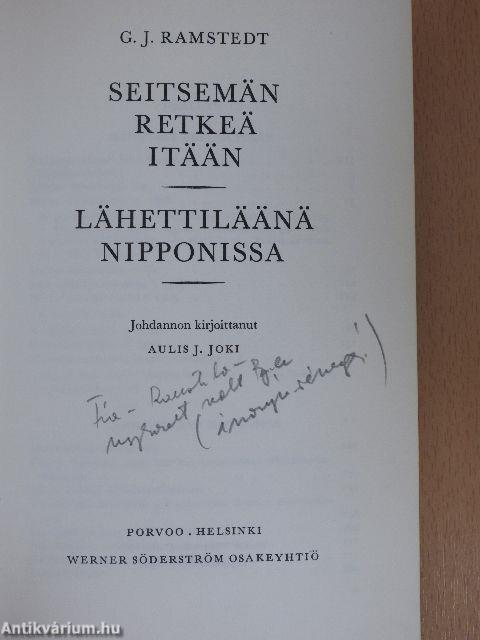 G. J. RAMSTEDT
SEITSEMÄN
RETKEÄ
ITÄÄN
LÄHETTILÄÄNÄ
NIPPONISSA
Johdannon kirjoittanut
AULIS J. JOKI
PORVOO . HELSINKI
WERNER SÖDERSTRÖM OSAKEYHTIÖ
Antikvárium.hu